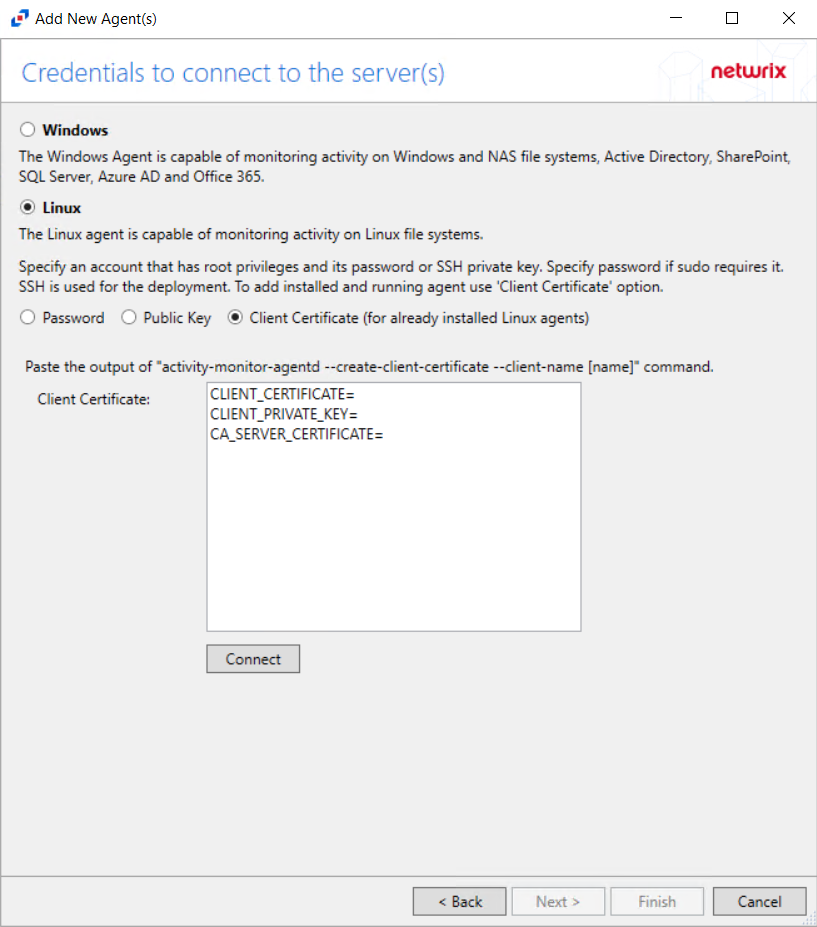 Add New Agent(s)
Credentials to connect to the server(s)
netwrix
Windows
The Windows Agent is capable of monitoring activity on Windows and NAS file systems, Active Directory, SharePoint,
SQL Server, Azure AD and Office 365.
Linux
The Linux agent is capable of monitoring activity on Linux file systems.
Specify an account that has root privileges and its password or SSH private key. Specify password if sudo requires it.
SSH is used for the deployment. To add installed and running agent use 'Client Certificate' option.
Password Public Key Client Certificate (for already installed Linux agents)
Paste the output of "activity-monitor-agentd --create-client-certificate --client-name [name]" command.
Client Certificate:
CLIENT_CERTIFICATE=
CLIENT_PRIVATE_KEY=
CA_SERVER_CERTIFICATE=
Connect
< Back Next > Finish Cancel